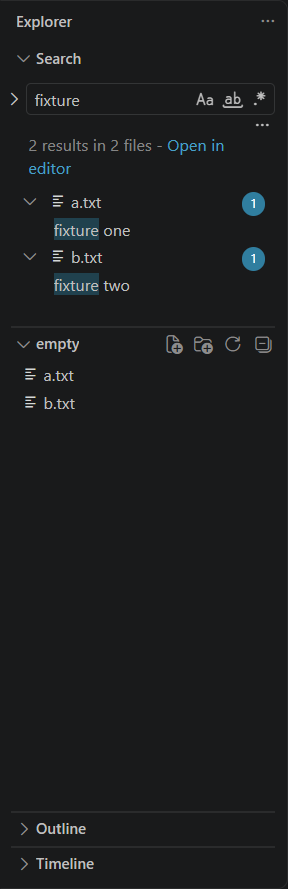 Explorer
Search
fixture Aa ab .*
2 results in 2 files - Open in
editor
a.txt 1
fixture one
b.txt 1
fixture two
empty
a.txt
b.txt
Outline
Timeline